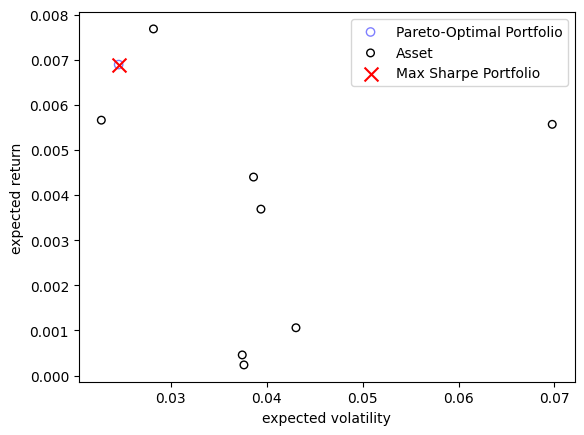 0.008
0.007
0.006
0.005
0.004
0.003
0.002
0.001
0.000
expected return
Pareto-Optimal Portfolio
Asset
Max Sharpe Portfolio
0.03 0.04 0.05 0.06 0.07
expected volatility